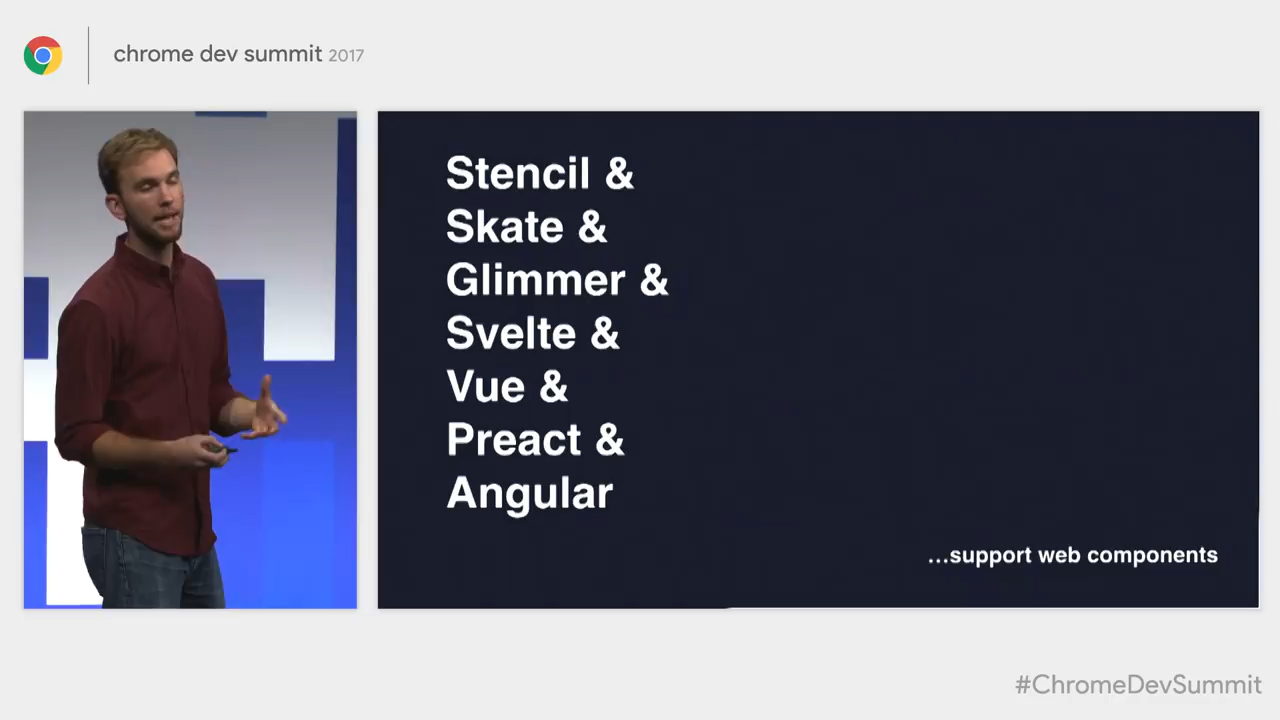 chrome dev summit 2017
Stencil &
Skate &
Glimmer &
Svelte &
Vue &
Preact &
Angular
...support web components
#ChromeDevSummit